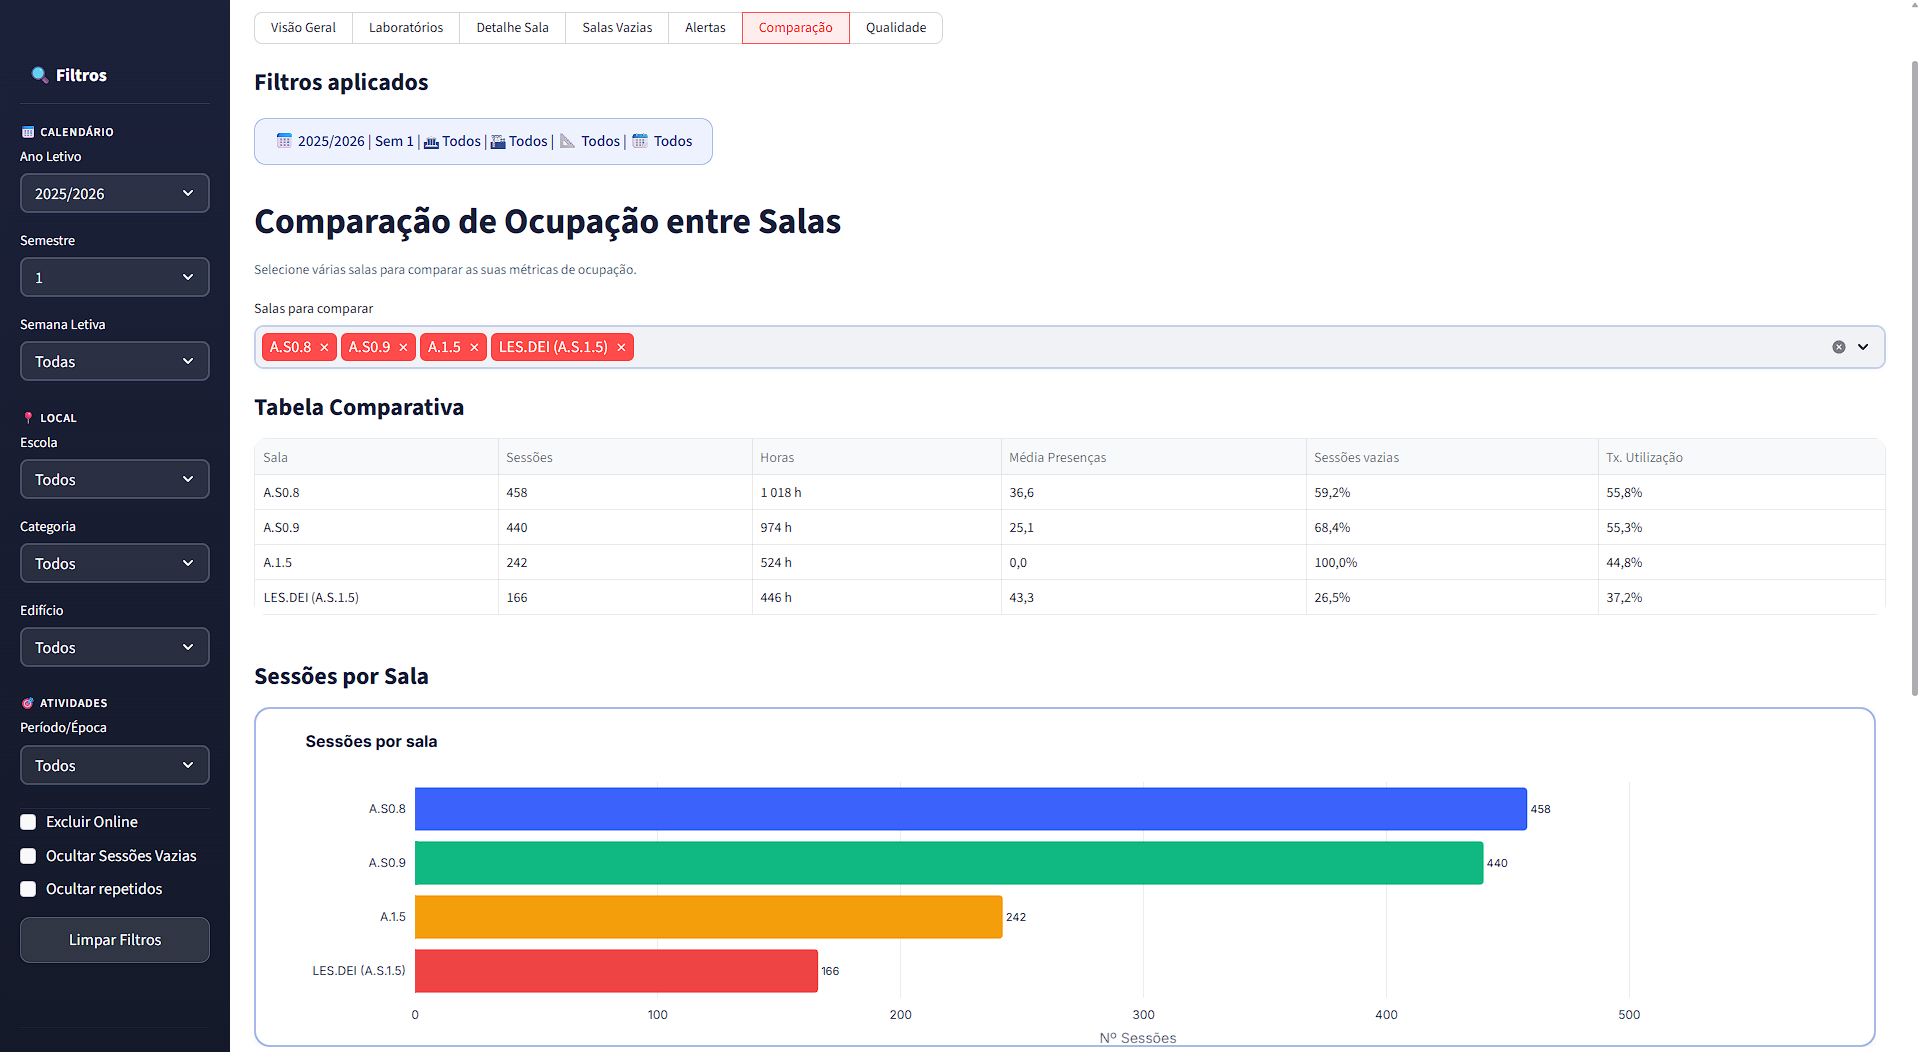 Filtros
CALENDÁRIO
Ano Letivo
2025/2026
Semestre
1
Semana Letiva
Todas
LOCAL
Escola
Todos
Categoria
Todos
Edifício
Todos
ATIVIDADES
Período/Época
Todos
Excluir Online
Ocultar Sessões Vazias
Ocultar repetidos
Limpar Filtros
Visão Geral Laboratórios Detalhe Sala Salas Vazias Alertas Comparação Qualidade
Filtros aplicados
2025/2026 | Sem 1 | Todos | Todos | Todos | Todos
Comparação de Ocupação entre Salas
Selecione várias salas para comparar as suas métricas de ocupação.
Salas para comparar
A.S0.8 × A.S0.9 × A.1.5 × LES.DEI (A.S.1.5) ×
Tabela Comparativa
Sala Sessões Horas Média Presenças Sessões vazias Tx. Utilização
A.S0.8 458 1 018 h 36,6 59,2% 55,8%
A.S0.9 440 974 h 25,1 68,4% 55,3%
A.1.5 242 524 h 0,0 100,0% 44,8%
LES.DEI (A.S.1.5) 166 446 h 43,3 26,5% 37,2%
Sessões por Sala
Sessões por sala
A.S0.8 458
A.S0.9 440
A.1.5 242
LES.DEI (A.S.1.5) 166
0 100 200 300 400 500
Nº Sessões